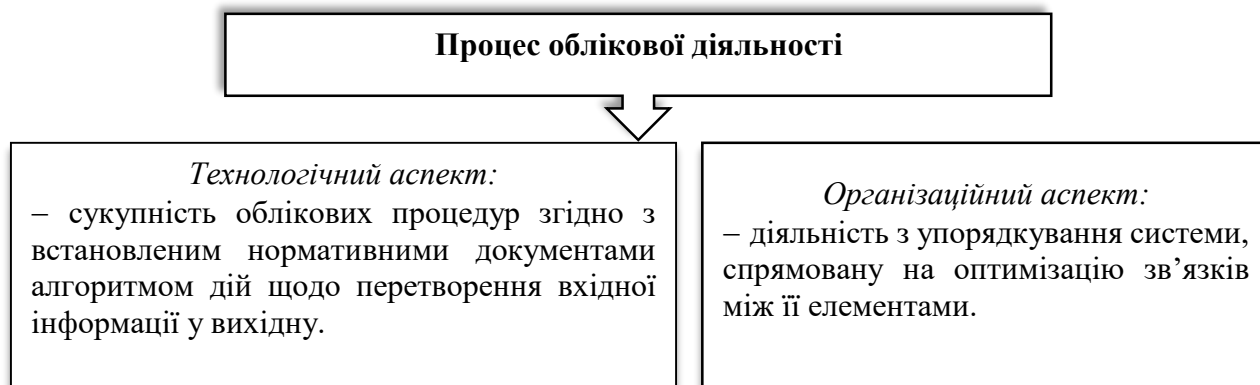 Процес облікової діяльності
Технологічний аспект:
– сукупність облікових процедур згідно з
встановленим нормативними документами
алгоритмом дій щодо перетворення вхідної
інформації у вихідну.
Організаційний аспект:
– діяльність з упорядкування системи,
спрямовану на оптимізацію зв’язків
між її елементами.